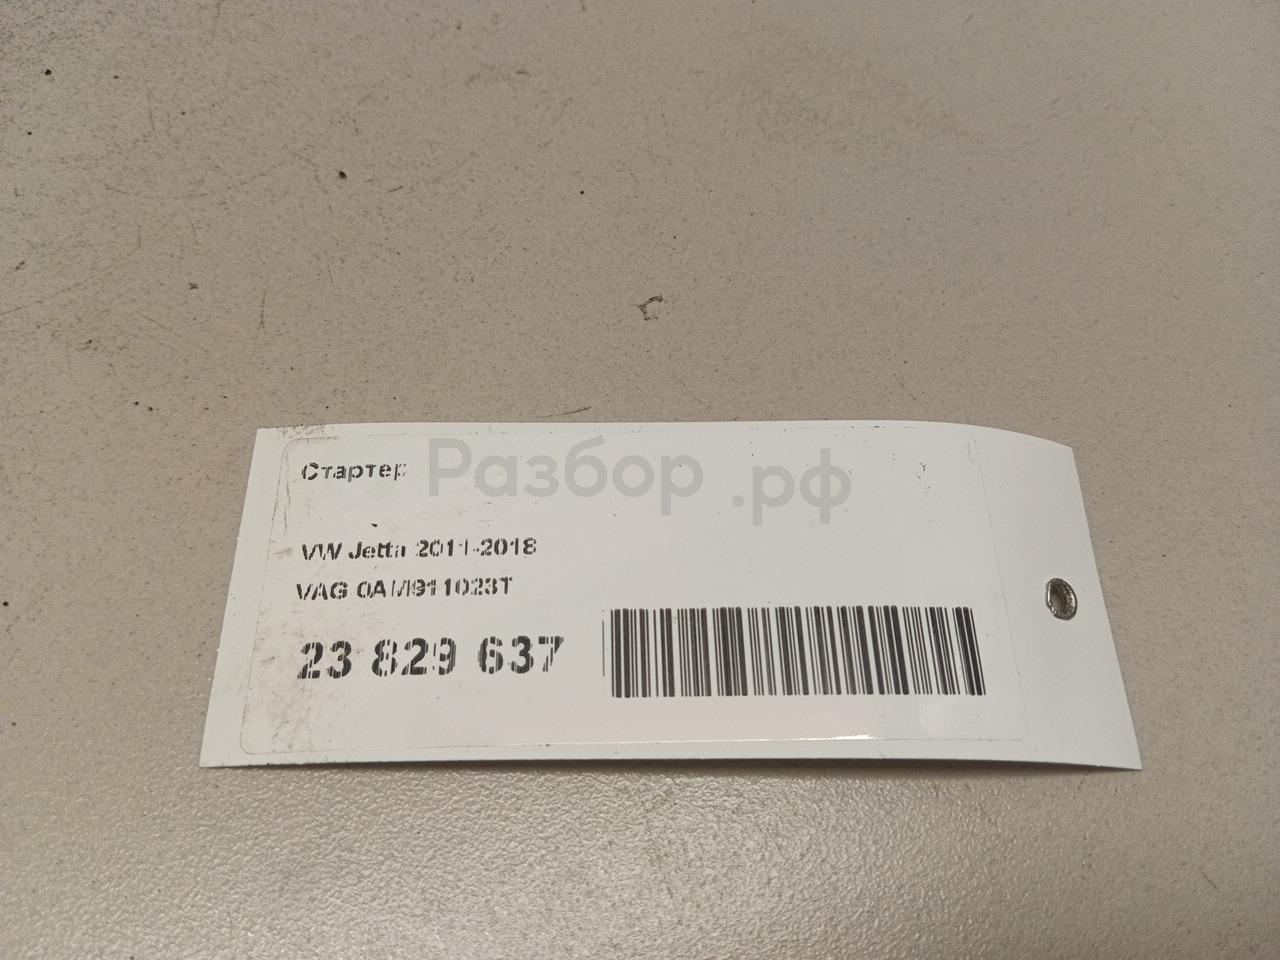 Стартер
Разбор.рф
VW Jetta 2011-2018
VAG 0AM911023T
23 829 637